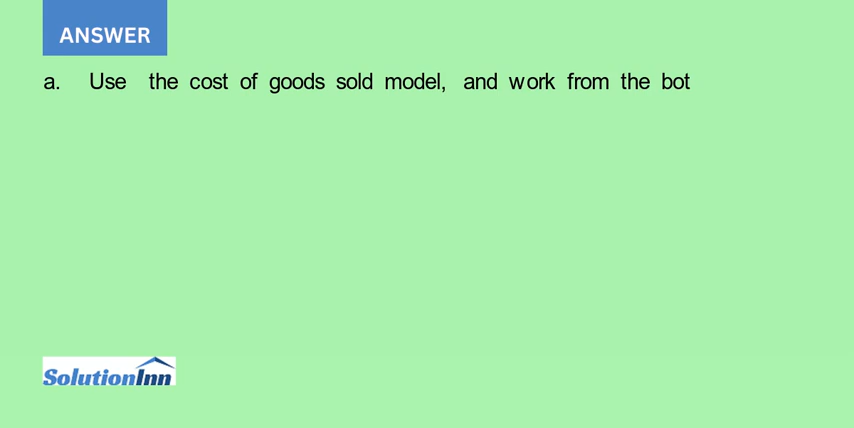 ANSWER
a. Use the cost of goods sold model, and work from the bot
SolutionInn